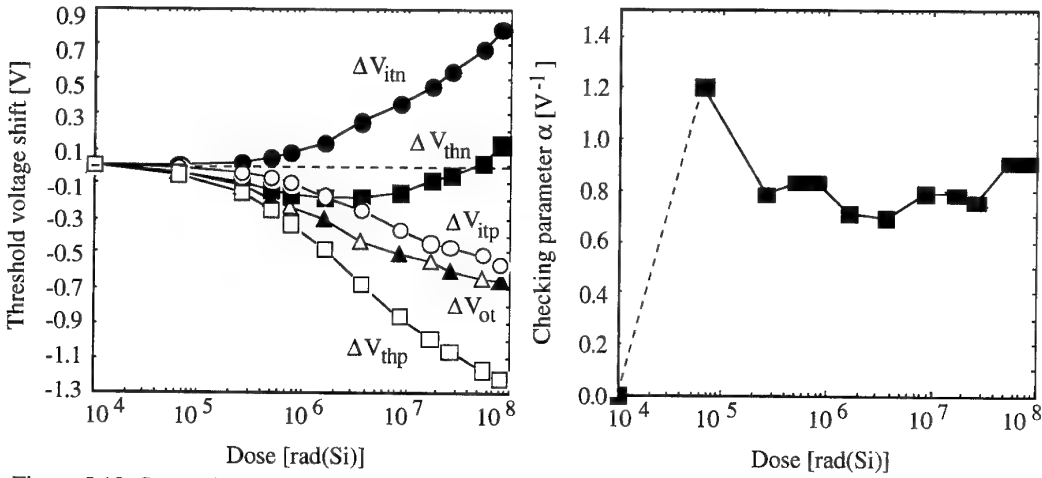 0.9
0.7
0.5
0.3
0.1
-0.1
-0.3
-0.5
-0.7
-0.9
-1.1
-1.3
Threshold voltage shift [V]
ΔVitn
ΔVthn
ΔVitp
ΔVot
ΔVthp
10^4 10^5 10^6 10^7 10^8
Dose [rad(Si)]
1.4
1.2
1.0
0.8
0.6
0.4
0.2
0.0
Checking parameter α [V^-1]
10^4 10^5 10^6 10^7 10^8
Dose [rad(Si)]